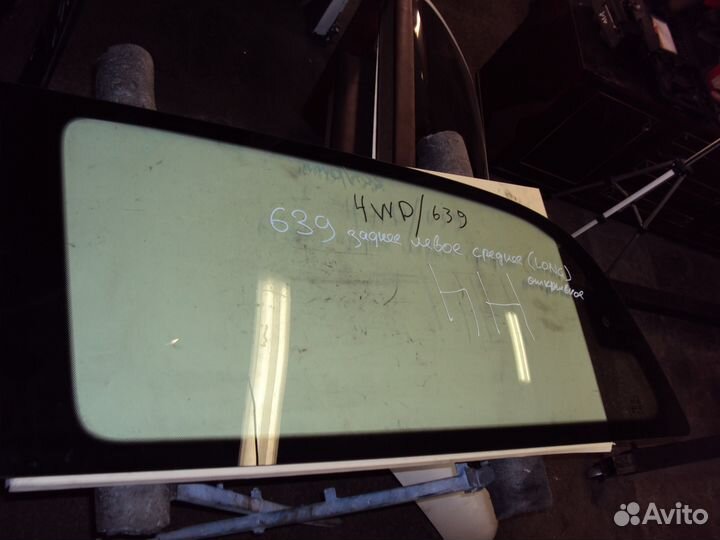 4WD/639
639 заднее левое среднее (LONG)
открывное
Avito